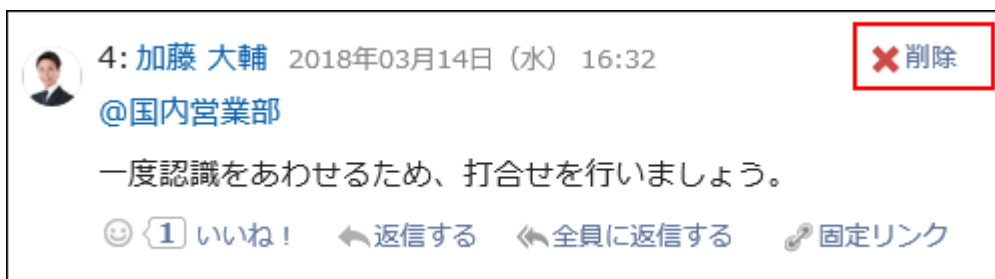 4: 加藤 大輔 2018年03月14日（水） 16:32 削除
@国内営業部
一度認識をあわせるため、打合せを行いましょう。
1 いいね！ 返信する 全員に返信する 固定リンク